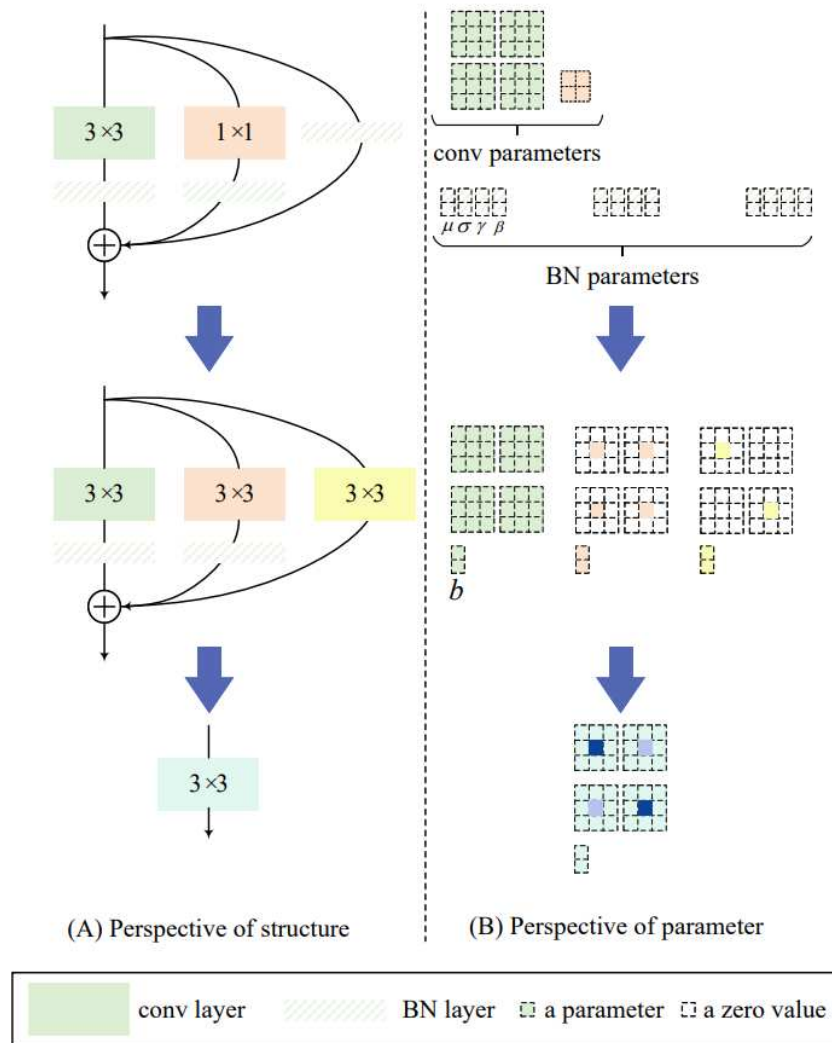 3×3
1×1
conv parameters
μ σ γ β
BN parameters
3×3
3×3
3×3
b
3×3
(A) Perspective of structure
(B) Perspective of parameter
conv layer
BN layer
a parameter
a zero value